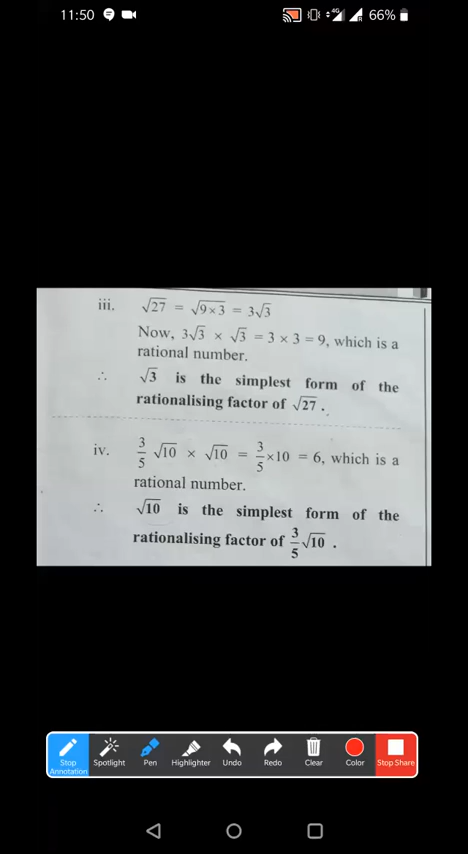 11:50 4G R 66%
iii. √27 = √9×3 = 3√3
Now, 3√3 × √3 = 3 × 3 = 9, which is a
rational number.
∴ √3 is the simplest form of the
rationalising factor of √27 .
iv. 3/5 √10 × √10 = 3/5 ×10 = 6, which is a
rational number.
∴ √10 is the simplest form of the
rationalising factor of 3/5 √10 .
Stop Annotation Spotlight Pen Highlighter Undo Redo Clear Color Stop Share